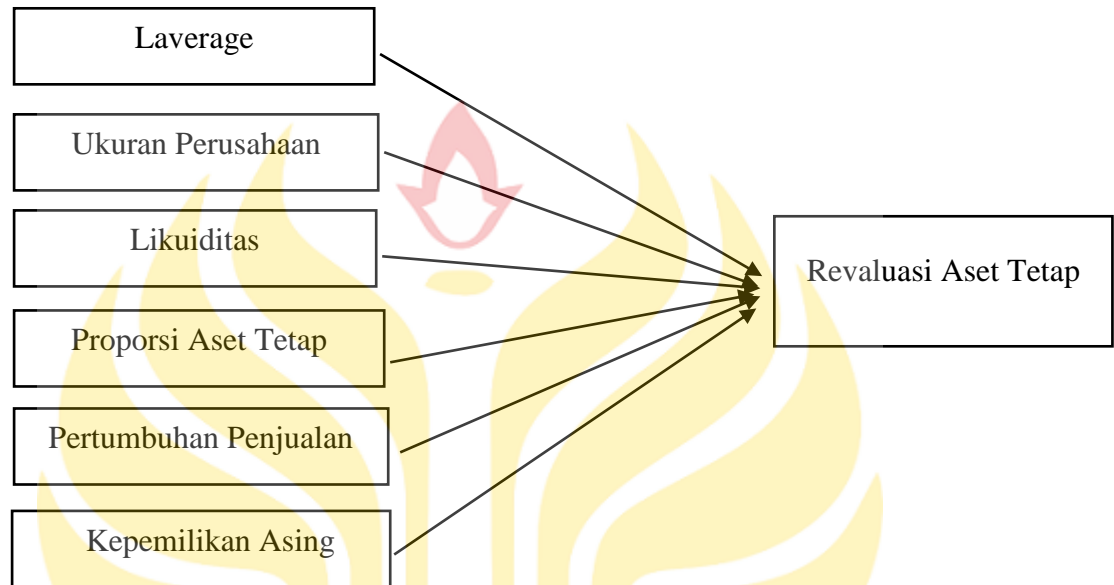 Laverage
Ukuran Perusahaan
Likuiditas
Revaluasi Aset Tetap
Proporsi Aset Tetap
Pertumbuhan Penjualan
Kepemilikan Asing